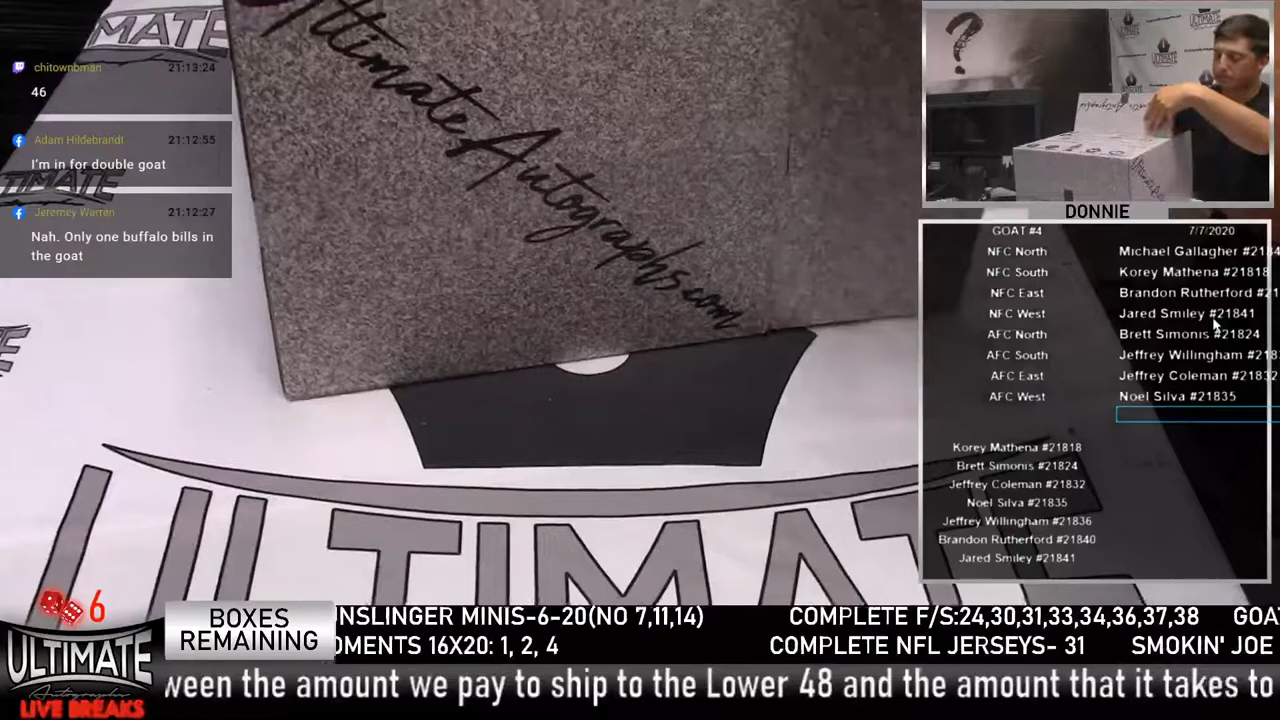 chitownbman 21:13:24
46
Adam Hildebrandt 21:12:55
I'm in for double goat
Jeremey Warren 21:12:27
Nah. Only one buffalo bills in
the goat
UltimateAutographs.com
ULTIMATE
DONNIE
GOAT #4 7/7/2020
NFC North Michael Gallagher #2184
NFC South Korey Mathena #21818
NFC East Brandon Rutherford #21
NFC West Jared Smiley #21841
AFC North Brett Simonis #21824
AFC South Jeffrey Willingham #218
AFC East Jeffrey Coleman #21832
AFC West Noel Silva #21835
Korey Mathena #21818
Brett Simonis #21824
Jeffrey Coleman #21832
Noel Silva #21835
Jeffrey Willingham #21836
Brandon Rutherford #21840
Jared Smiley #21841
6
ULTIMATE
Autographs
LIVE BREAKS
BOXES
REMAINING
NSLINGER MINIS-6-20(NO 7,11,14) COMPLETE F/S:24,30,31,33,34,36,37,38 GOA
OMENTS 16X20: 1, 2, 4 COMPLETE NFL JERSEYS- 31 SMOKIN' JOE
ween the amount we pay to ship to the Lower 48 and the amount that it takes to